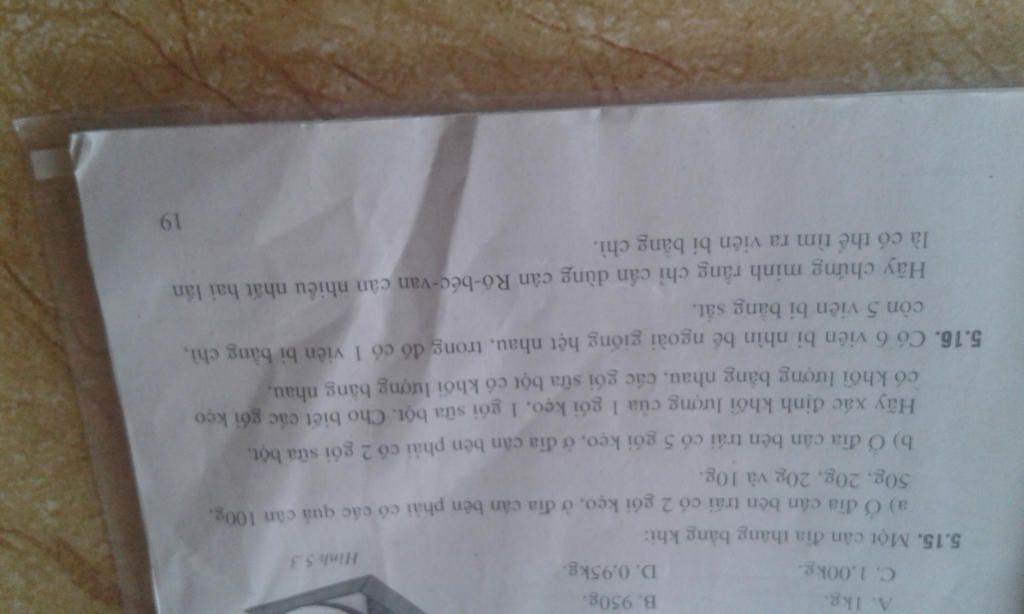 A. 1kg. B. 950g.
C. 1,00kg. D. 0,95kg.
Hình 5.3
5.15. Một cân đĩa thăng bằng khi:
a) Ở đĩa cân bên trái có 2 gói kẹo, ở đĩa cân bên phải có các quả cân 100g,
50g, 20g, 20g và 10g.
b) Ở đĩa cân bên trái có 5 gói kẹo, ở đĩa cân bên phải có 2 gói sữa bột.
Hãy xác định khối lượng của 1 gói kẹo, 1 gói sữa bột. Cho biết các gói kẹo
có khối lượng bằng nhau, các gói sữa bột có khối lượng bằng nhau.
5.16. Có 6 viên bi nhìn bề ngoài giống hệt nhau, trong đó có 1 viên bi bằng chì,
còn 5 viên bi bằng sắt.
Hãy chứng minh rằng chỉ cần dùng cân Rô-béc-van cân nhiều nhất hai lần
là có thể tìm ra viên bi bằng chì.
19